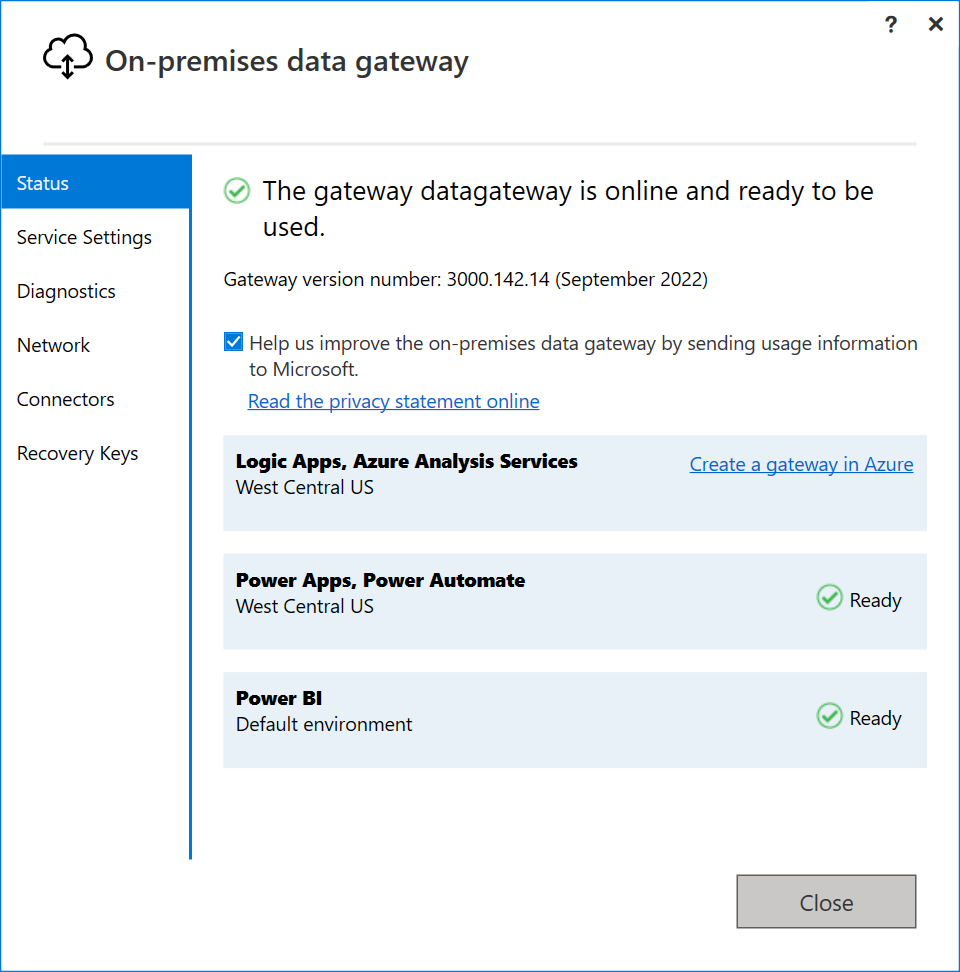 ?
On-premises data gateway
Status
Service Settings
Diagnostics
Network
Connectors
Recovery Keys
The gateway datagateway is online and ready to be
used.
Gateway version number: 3000.142.14 (September 2022)
Help us improve the on-premises data gateway by sending usage information
to Microsoft.
Read the privacy statement online
Logic Apps, Azure Analysis Services
Create a gateway in Azure
West Central US
Power Apps, Power Automate
West Central US
Ready
Power BI
Default environment
Ready
Close